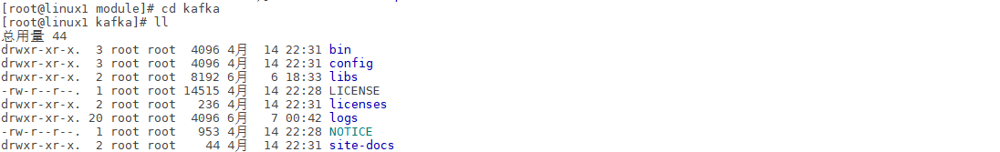 [root@linux1 module]# cd kafka
[root@linux1 kafka]# ll
总用量 44
drwxr-xr-x.  3 root root  4096 4月  14 22:31 bin
drwxr-xr-x.  3 root root  4096 4月  14 22:31 config
drwxr-xr-x.  2 root root  8192 6月   6 18:33 libs
-rw-r--r--.  1 root root 14515 4月  14 22:28 LICENSE
drwxr-xr-x.  2 root root   236 4月  14 22:31 licenses
drwxr-xr-x. 20 root root  4096 6月   7 00:42 logs
-rw-r--r--.  1 root root   953 4月  14 22:28 NOTICE
drwxr-xr-x.  2 root root    44 4月  14 22:31 site-docs